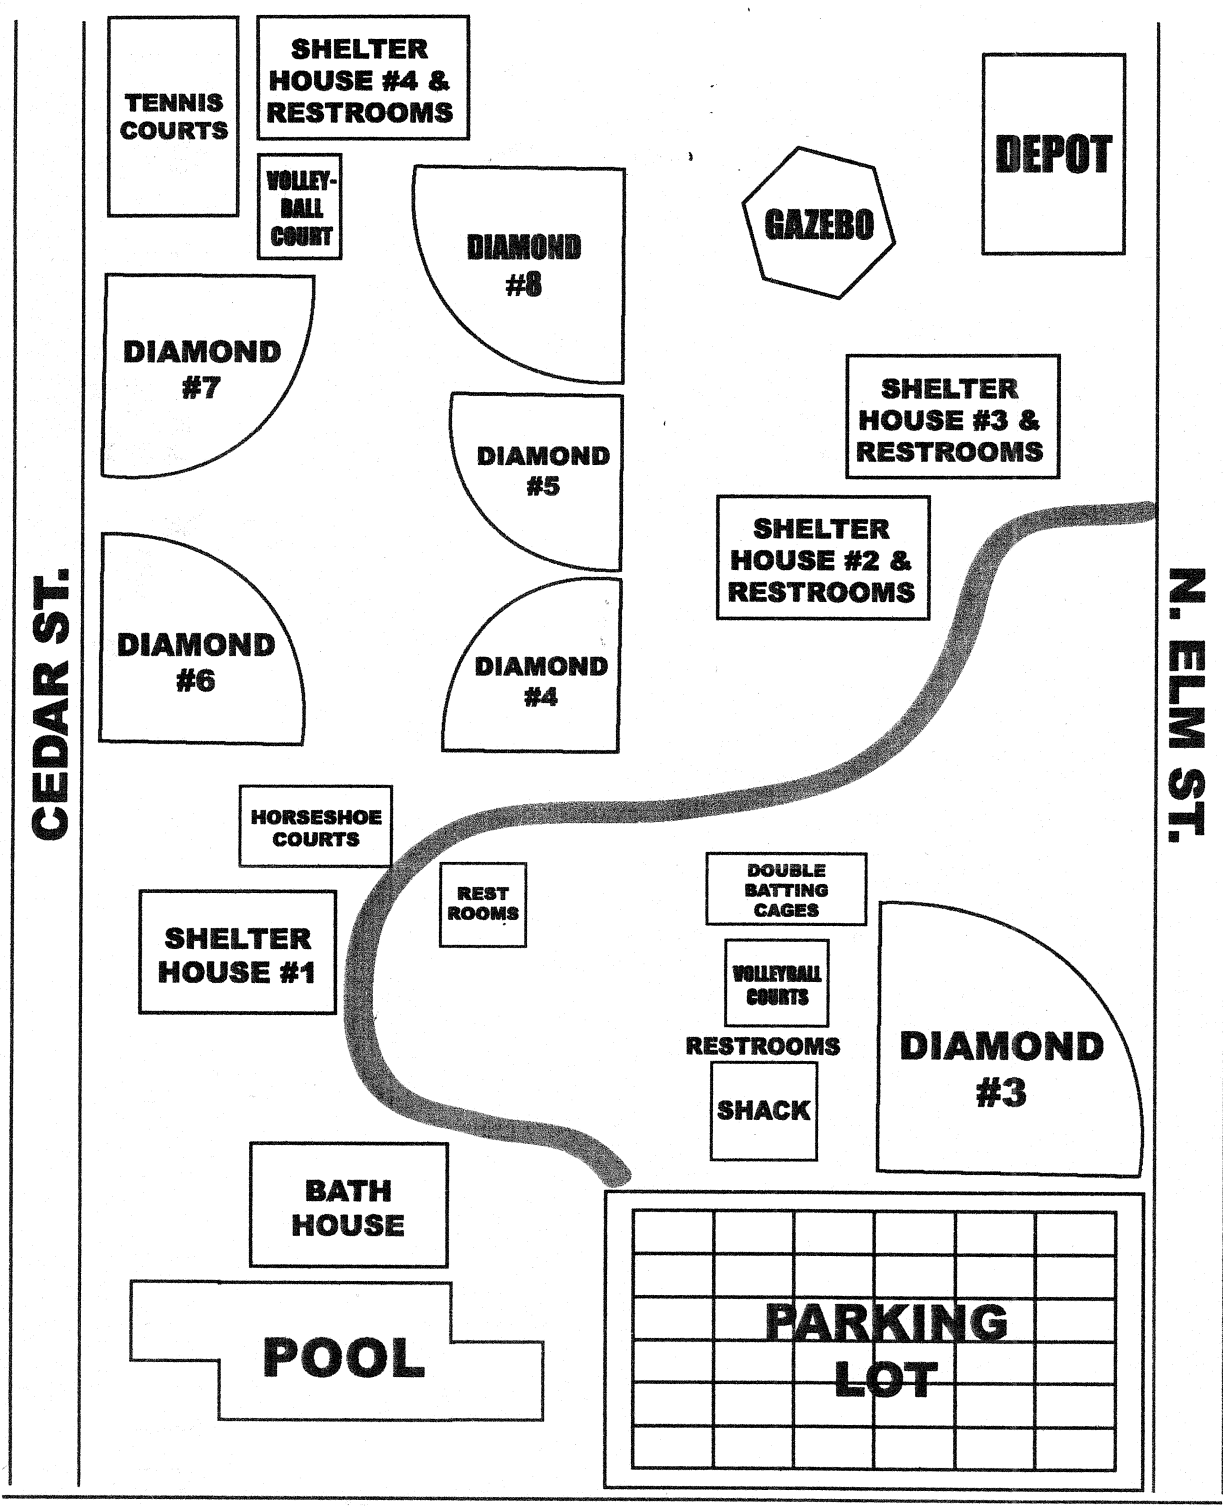 TENNIS
COURTS
SHELTER
HOUSE #4 &
RESTROOMS
VOLLEY-
BALL
COURT
DIAMOND
#8
GAZEBO
DEPOT
DIAMOND
#7
DIAMOND
#5
SHELTER
HOUSE #3 &
RESTROOMS
SHELTER
HOUSE #2 &
RESTROOMS
CEDAR ST.
N. ELM ST.
DIAMOND
#6
DIAMOND
#4
HORSESHOE
COURTS
REST
ROOMS
SHELTER
HOUSE #1
DOUBLE
BATTING
CAGES
VOLLEYBALL
COURTS
RESTROOMS
SHACK
DIAMOND
#3
BATH
HOUSE
POOL
PARKING
LOT